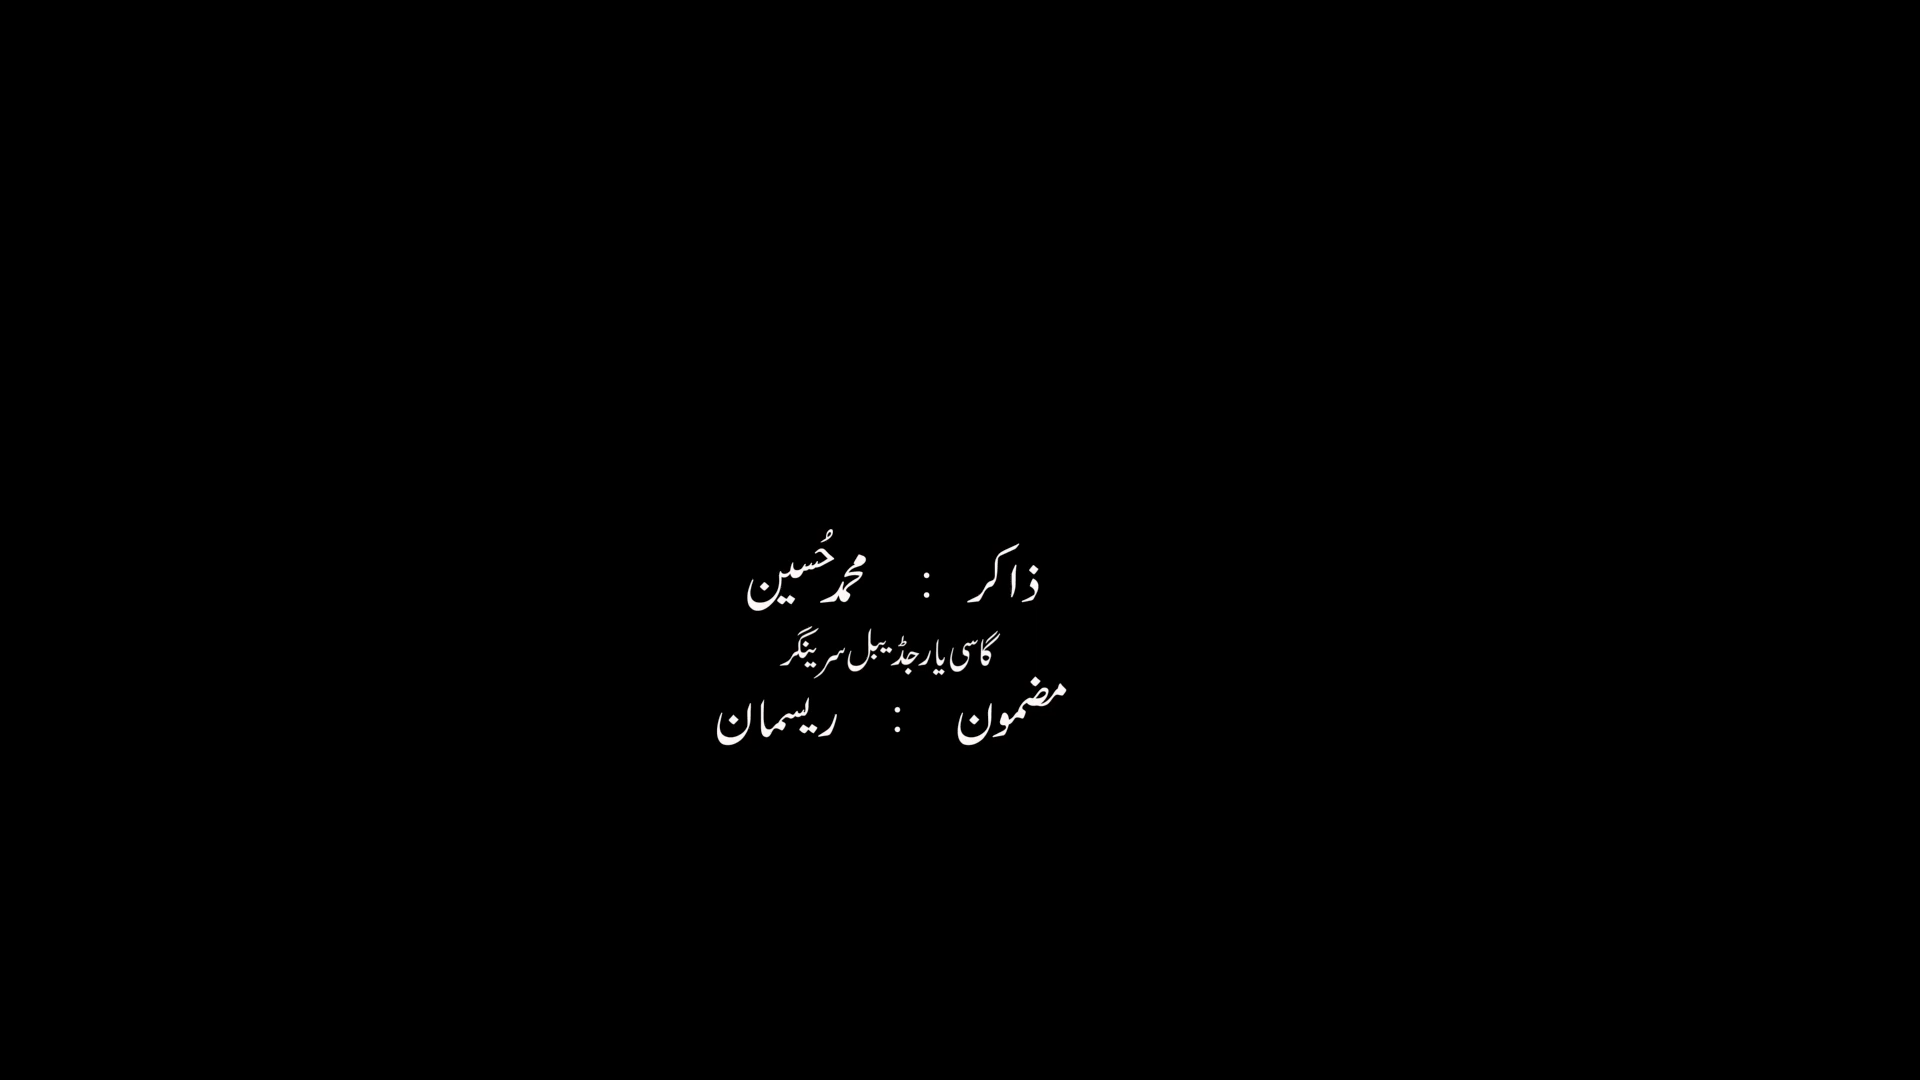 ذاکر : محمد حُسین
گاسی یار جڈیبل سرینگر
مضمون : ریسمان